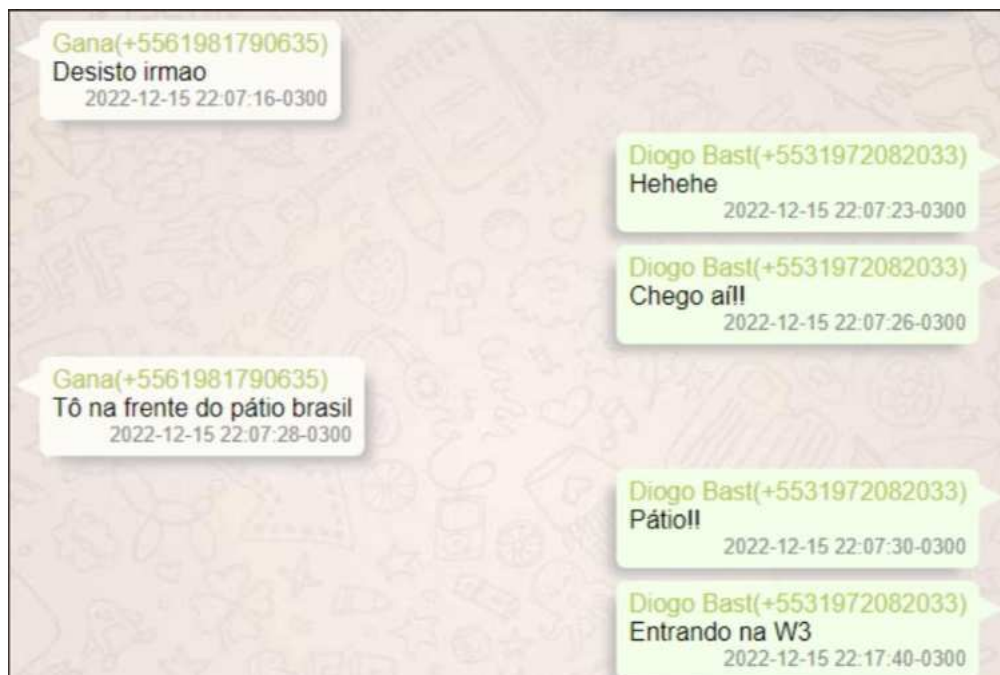 Gana(+5561981790635)
Desisto irmao
2022-12-15 22:07:16-0300
Diogo Bast(+5531972082033)
Hehehe
2022-12-15 22:07:23-0300
Diogo Bast(+5531972082033)
Chego aí!!
2022-12-15 22:07:26-0300
Gana(+5561981790635)
Tô na frente do pátio brasil
2022-12-15 22:07:28-0300
Diogo Bast(+5531972082033)
Pátio!!
2022-12-15 22:07:30-0300
Diogo Bast(+5531972082033)
Entrando na W3
2022-12-15 22:17:40-0300